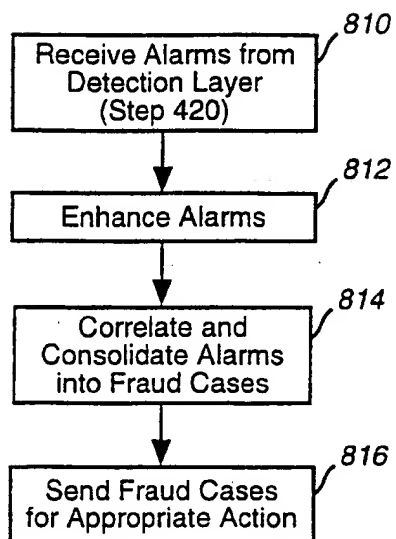 810
Receive Alarms from
Detection Layer
(Step 420)
812
Enhance Alarms
814
Correlate and
Consolidate Alarms
into Fraud Cases
816
Send Fraud Cases
for Appropriate Action